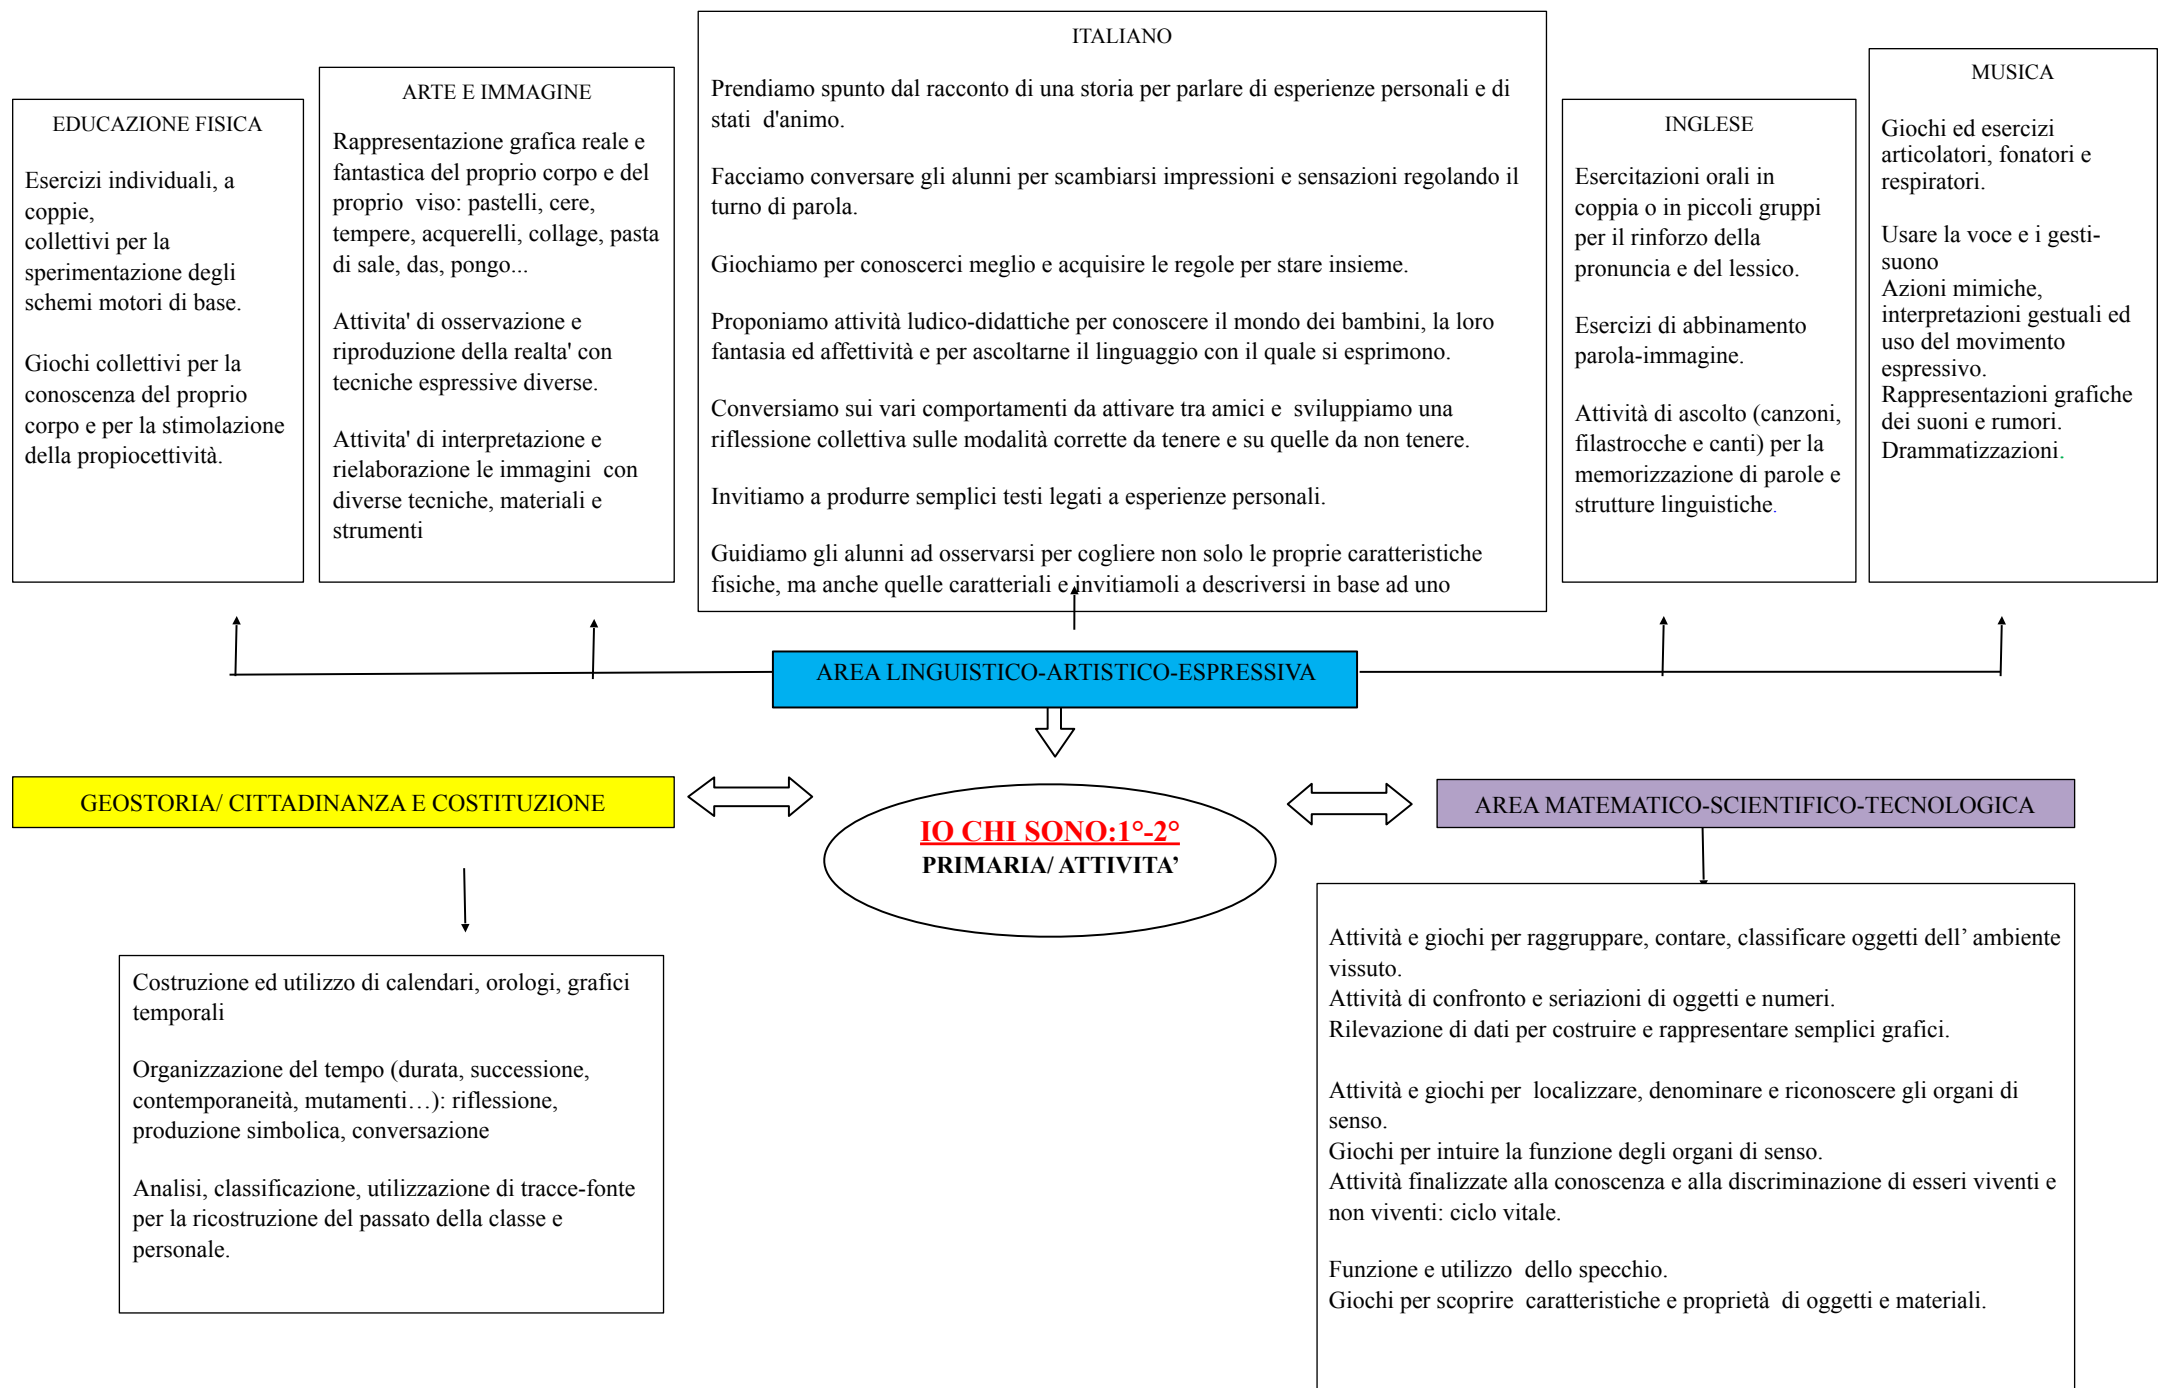 EDUCAZIONE FISICA
Esercizi individuali, a
coppie,
collettivi per la
sperimentazione degli
schemi motori di base.
Giochi collettivi per la
conoscenza del proprio
corpo e per la stimolazione
della propiocettività.
ARTE E IMMAGINE
Rappresentazione grafica reale e
fantastica del proprio corpo e del
proprio viso: pastelli, cere,
tempere, acquerelli, collage, pasta
di sale, das, pongo...
Attivita' di osservazione e
riproduzione della realta' con
tecniche espressive diverse.
Attivita' di interpretazione e
rielaborazione le immagini con
diverse tecniche, materiali e
strumenti
ITALIANO
Prendiamo spunto dal racconto di una storia per parlare di esperienze personali e di
stati d'animo.
Facciamo conversare gli alunni per scambiarsi impressioni e sensazioni regolando il
turno di parola.
Giochiamo per conoscerci meglio e acquisire le regole per stare insieme.
Proponiamo attività ludico-didattiche per conoscere il mondo dei bambini, la loro
fantasia ed affettività e per ascoltarne il linguaggio con il quale si esprimono.
Conversiamo sui vari comportamenti da attivare tra amici e sviluppiamo una
riflessione collettiva sulle modalità corrette da tenere e su quelle da non tenere.
Invitiamo a produrre semplici testi legati a esperienze personali.
Guidiamo gli alunni ad osservarsi per cogliere non solo le proprie caratteristiche
fisiche, ma anche quelle caratteriali e invitiamoli a descriversi in base ad uno
INGLESE
Esercitazioni orali in
coppia o in piccoli gruppi
per il rinforzo della
pronuncia e del lessico.
Esercizi di abbinamento
parola-immagine.
Attività di ascolto (canzoni,
filastrocche e canti) per la
memorizzazione di parole e
strutture linguistiche.
MUSICA
Giochi ed esercizi
articolatori, fonatori e
respiratori.
Usare la voce e i gesti-
suono
Azioni mimiche,
interpretazioni gestuali ed
uso del movimento
espressivo.
Rappresentazioni grafiche
dei suoni e rumori.
Drammatizzazioni.
AREA LINGUISTICO-ARTISTICO-ESPRESSIVA
GEOSTORIA/ CITTADINANZA E COSTITUZIONE
IO CHI SONO:1°-2°
PRIMARIA/ ATTIVITA’
AREA MATEMATICO-SCIENTIFICO-TECNOLOGICA
Costruzione ed utilizzo di calendari, orologi, grafici
temporali
Organizzazione del tempo (durata, successione,
contemporaneità, mutamenti…): riflessione,
produzione simbolica, conversazione
Analisi, classificazione, utilizzazione di tracce-fonte
per la ricostruzione del passato della classe e
personale.
Attività e giochi per raggruppare, contare, classificare oggetti dell’ ambiente
vissuto.
Attività di confronto e seriazioni di oggetti e numeri.
Rilevazione di dati per costruire e rappresentare semplici grafici.
Attività e giochi per localizzare, denominare e riconoscere gli organi di
senso.
Giochi per intuire la funzione degli organi di senso.
Attività finalizzate alla conoscenza e alla discriminazione di esseri viventi e
non viventi: ciclo vitale.
Funzione e utilizzo dello specchio.
Giochi per scoprire caratteristiche e proprietà di oggetti e materiali.